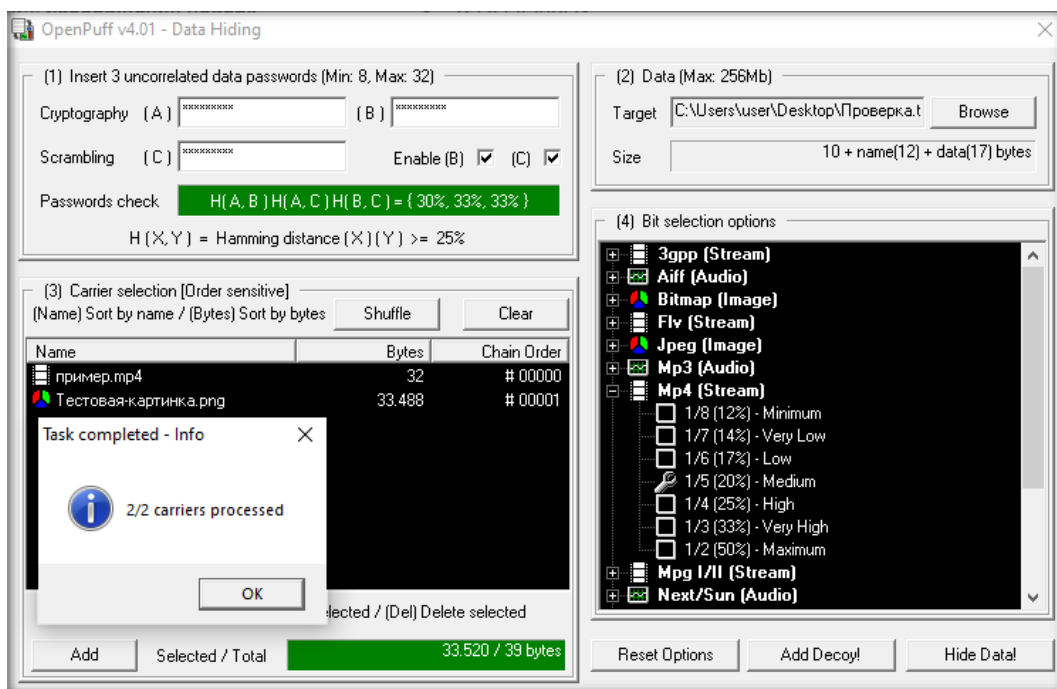 OpenPuff v4.01 - Data Hiding
(1) Insert 3 uncorrelated data passwords (Min: 8, Max: 32)
Cryptography (A) ********* (B) *********
Scrambling (C) ********* Enable (B) (C)
Passwords check H(A, B) H(A, C) H(B, C) = { 30%, 33%, 33% }
H (X, Y) = Hamming distance (X) (Y) >= 25%
(2) Data (Max: 256Mb)
Target C:\Users\user\Desktop\Проверка.t Browse
Size 10 + name(12) + data(17) bytes
(3) Carrier selection [Order sensitive]
(Name) Sort by name / (Bytes) Sort by bytes Shuffle Clear
Name Bytes Chain Order
пример.mp4 32 # 00000
Тестовая-картинка.png 33.488 # 00001
Task completed - Info
2/2 carriers processed
OK
elected / (Del) Delete selected
Add Selected / Total 33.520 / 39 bytes
(4) Bit selection options
3gpp (Stream)
Aiff (Audio)
Bitmap (Image)
Flv (Stream)
Jpeg (Image)
Mp3 (Audio)
Mp4 (Stream)
1/8 (12%) - Minimum
1/7 (14%) - Very Low
1/6 (17%) - Low
1/5 (20%) - Medium
1/4 (25%) - High
1/3 (33%) - Very High
1/2 (50%) - Maximum
Mpg I/II (Stream)
Next/Sun (Audio)
Reset Options Add Decoy! Hide Data!